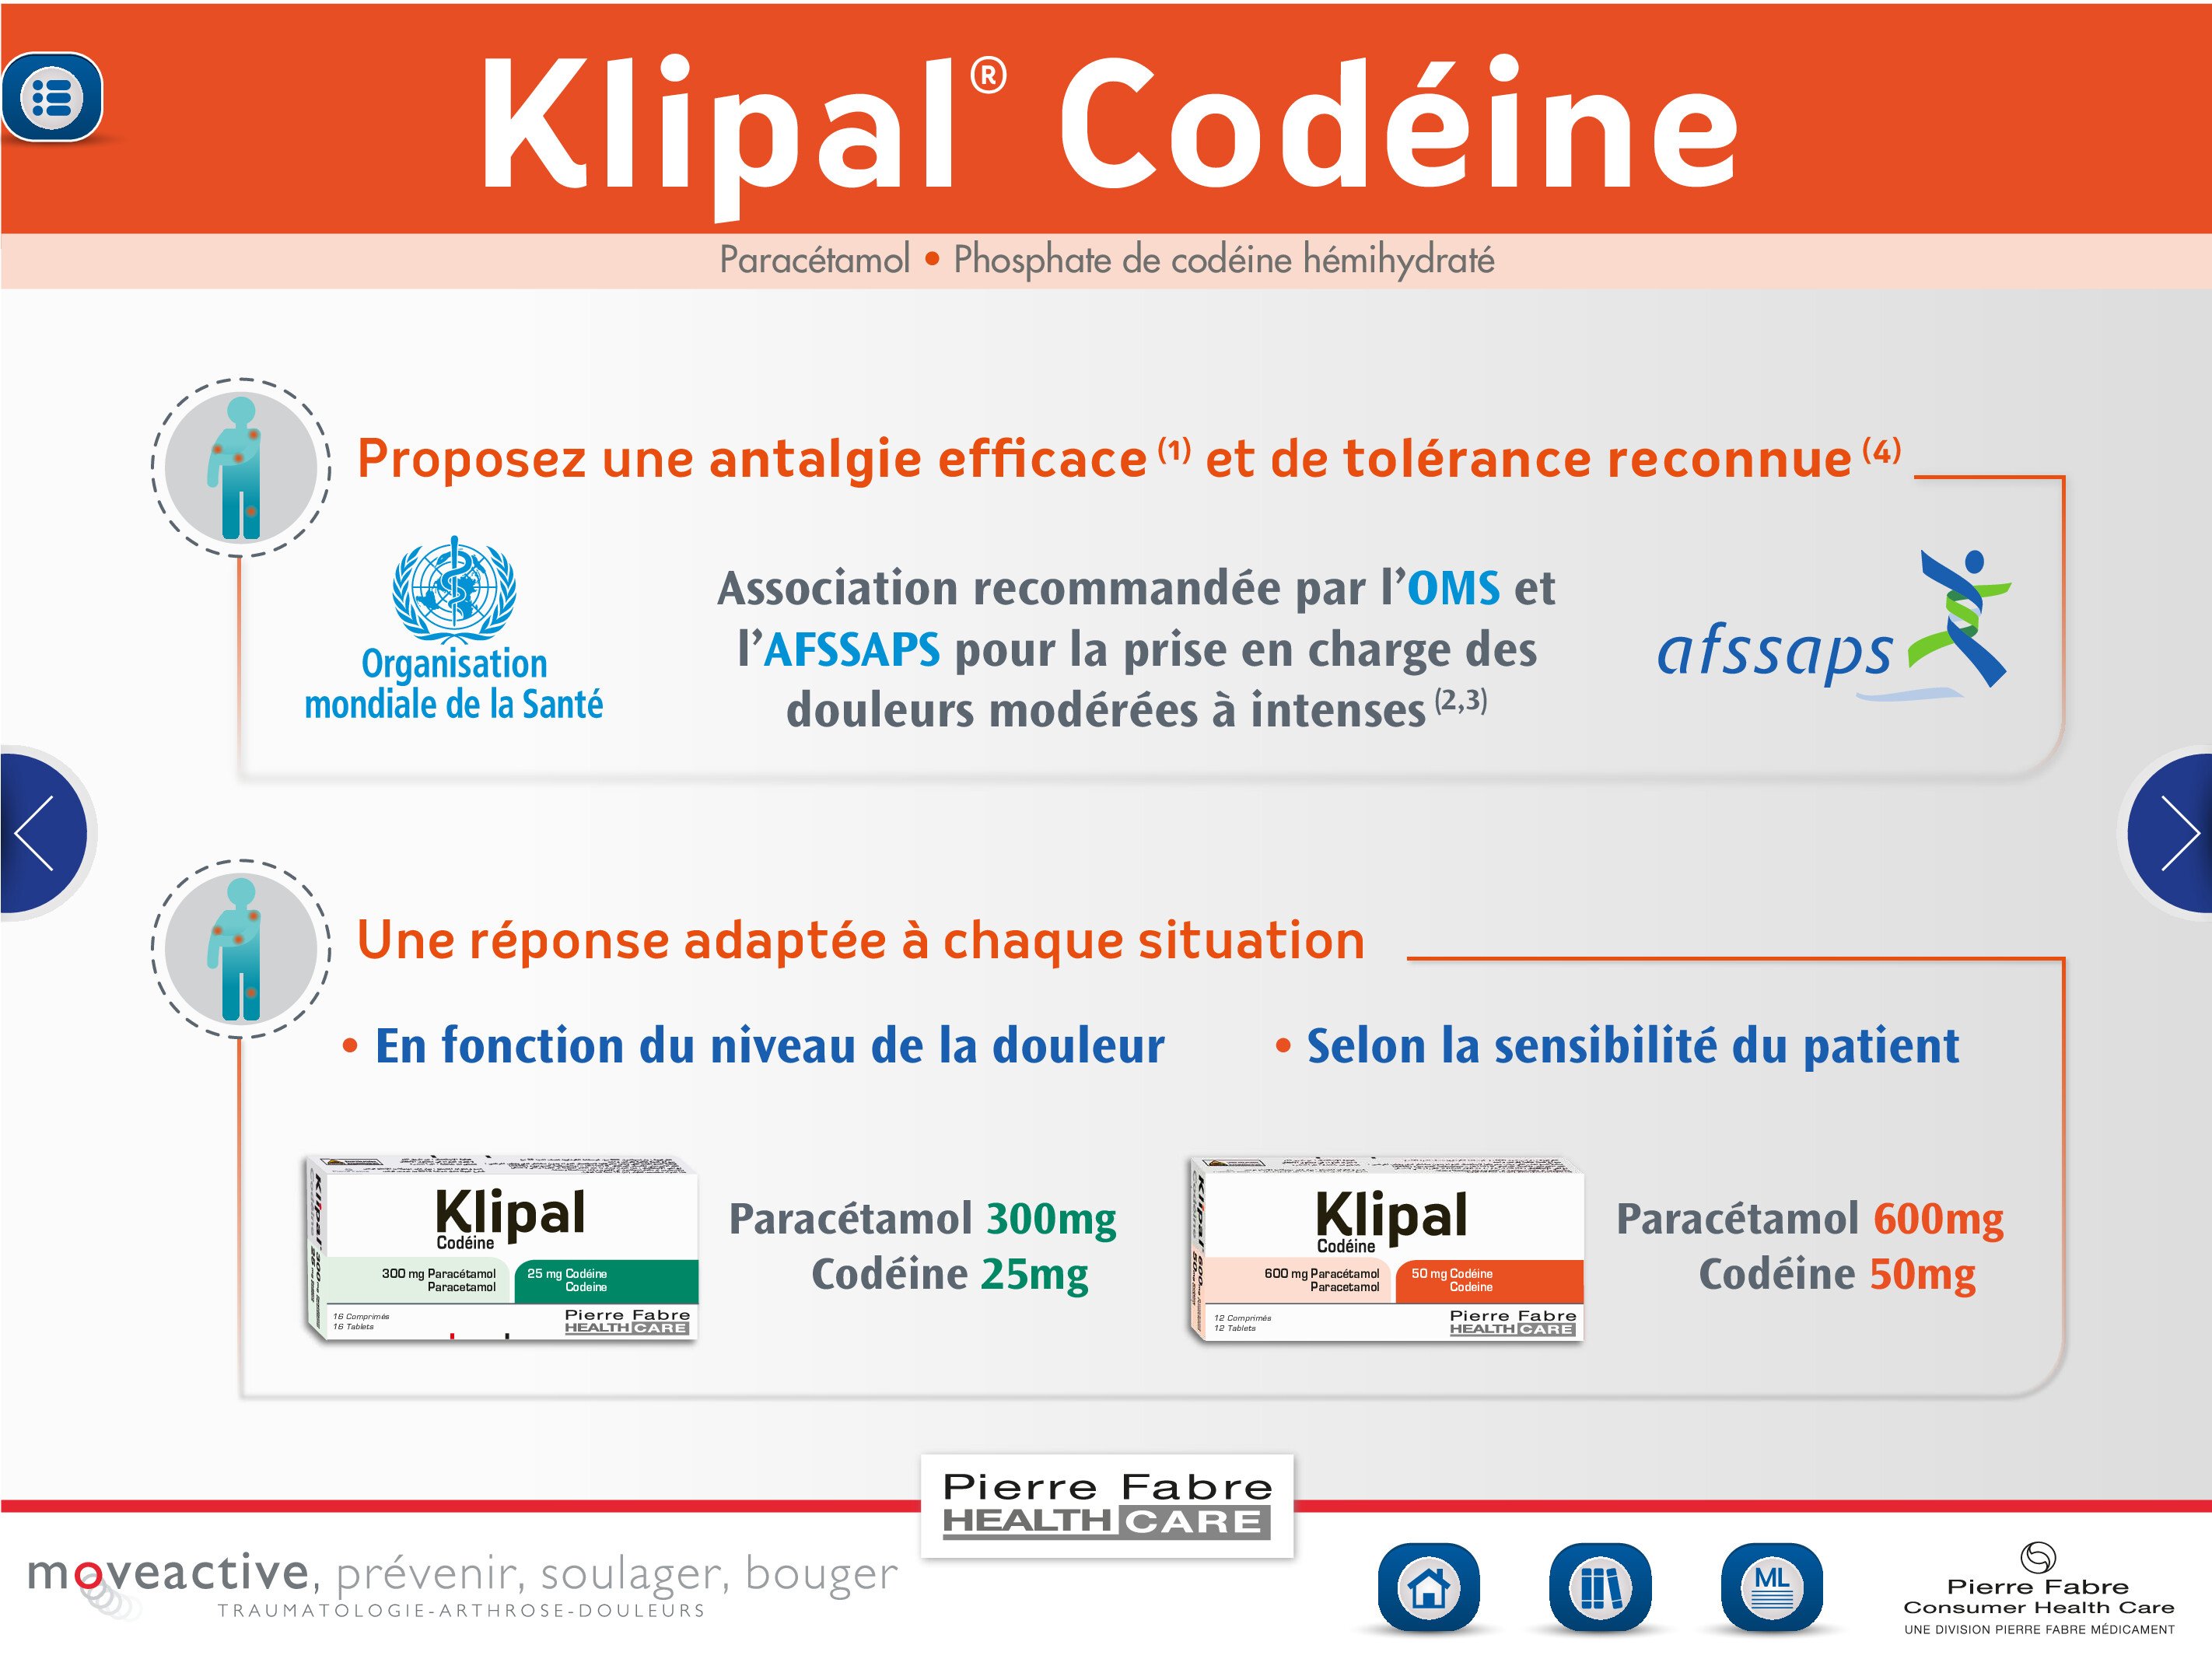 Klipal® Codéine
Paracétamol • Phosphate de codéine hémihydraté
Proposez une antalgie efficace (1) et de tolérance reconnue (4)
Organisation
mondiale de la Santé
Association recommandée par l'OMS et
l'AFSSAPS pour la prise en charge des
douleurs modérées à intenses (2,3)
afssaps
Une réponse adaptée à chaque situation
• En fonction du niveau de la douleur
• Selon la sensibilité du patient
Klipal
Codéine
300 mg Paracétamol
Paracetamol
25 mg Codéine
Codeine
16 Comprimés
16 Tablets
Pierre Fabre
HEALTH CARE
Paracétamol 300mg
Codéine 25mg
Klipal
Codéine
600 mg Paracétamol
Paracetamol
50 mg Codéine
Codeine
12 Comprimés
12 Tablets
Pierre Fabre
HEALTH CARE
Paracétamol 600mg
Codéine 50mg
Pierre Fabre
HEALTH CARE
moveactive, prévenir, soulager, bouger
TRAUMATOLOGIE-ARTHROSE-DOULEURS
ML
Pierre Fabre
Consumer Health Care
UNE DIVISION PIERRE FABRE MÉDICAMENT